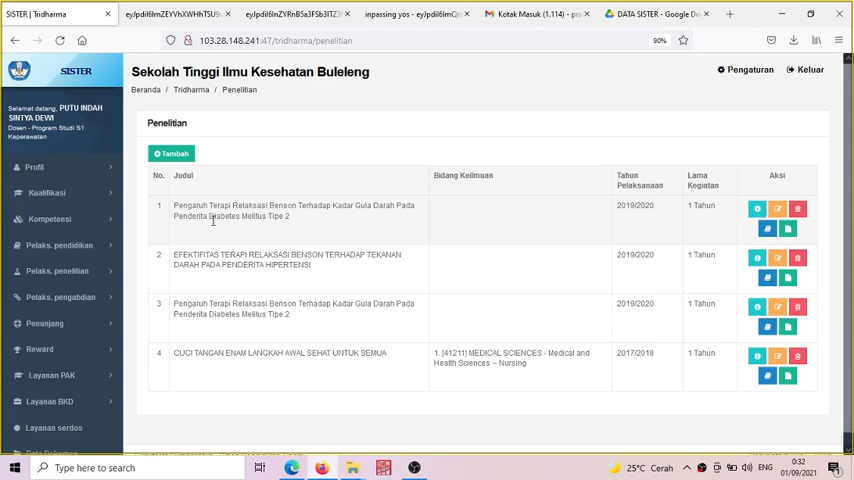 SISTER | Tridharma
eyJpdiI6ImZEYVhXWHhTSU9
eyJpdiI6InZYRnB5a3FSb3ITZ3
inpassing yos - eyJpdiI6ImQxr
Kotak Masuk (1.114) - pre
DATA SISTER - Google Dr
103.28.148.241:47/tridharma/penelitian
90%
SISTER
Sekolah Tinggi Ilmu Kesehatan Buleleng
Pengaturan
Keluar
Beranda / Tridharma / Penelitian
Selamat datang, PUTU INDAH
SINTYA DEWI
Dosen - Program Studi S1
Keperawatan
Profil
Kualifikasi
Kompetensi
Pelaks. pendidikan
Pelaks. penelitian
Pelaks. pengabdian
Penunjang
Reward
Layanan PAK
Layanan BKD
Layanan serdos
Penelitian
Tambah
No. Judul Bidang Keilmuan Tahun Pelaksanaan Lama Kegiatan Aksi
1 Pengaruh Terapi Relaksasi Benson Terhadap Kadar Gula Darah Pada 2019/2020 1 Tahun
Penderita Diabetes Melitus Tipe 2
2 EFEKTIFITAS TERAPI RELAKSASI BENSON TERHADAP TEKANAN 2019/2020 1 Tahun
DARAH PADA PENDERITA HIPERTENSI
3 Pengaruh Terapi Relaksasi Benson Terhadap Kadar Gula Darah Pada 2019/2020 1 Tahun
Penderita Diabetes Melitus Tipe 2
4 CUCI TANGAN ENAM LANGKAH AWAL SEHAT UNTUK SEMUA 1. [41211] MEDICAL SCIENCES - Medical and 2017/2018 1 Tahun
Health Sciences -- Nursing
Type here to search
25°C Cerah
ENG
0:32
01/09/2021